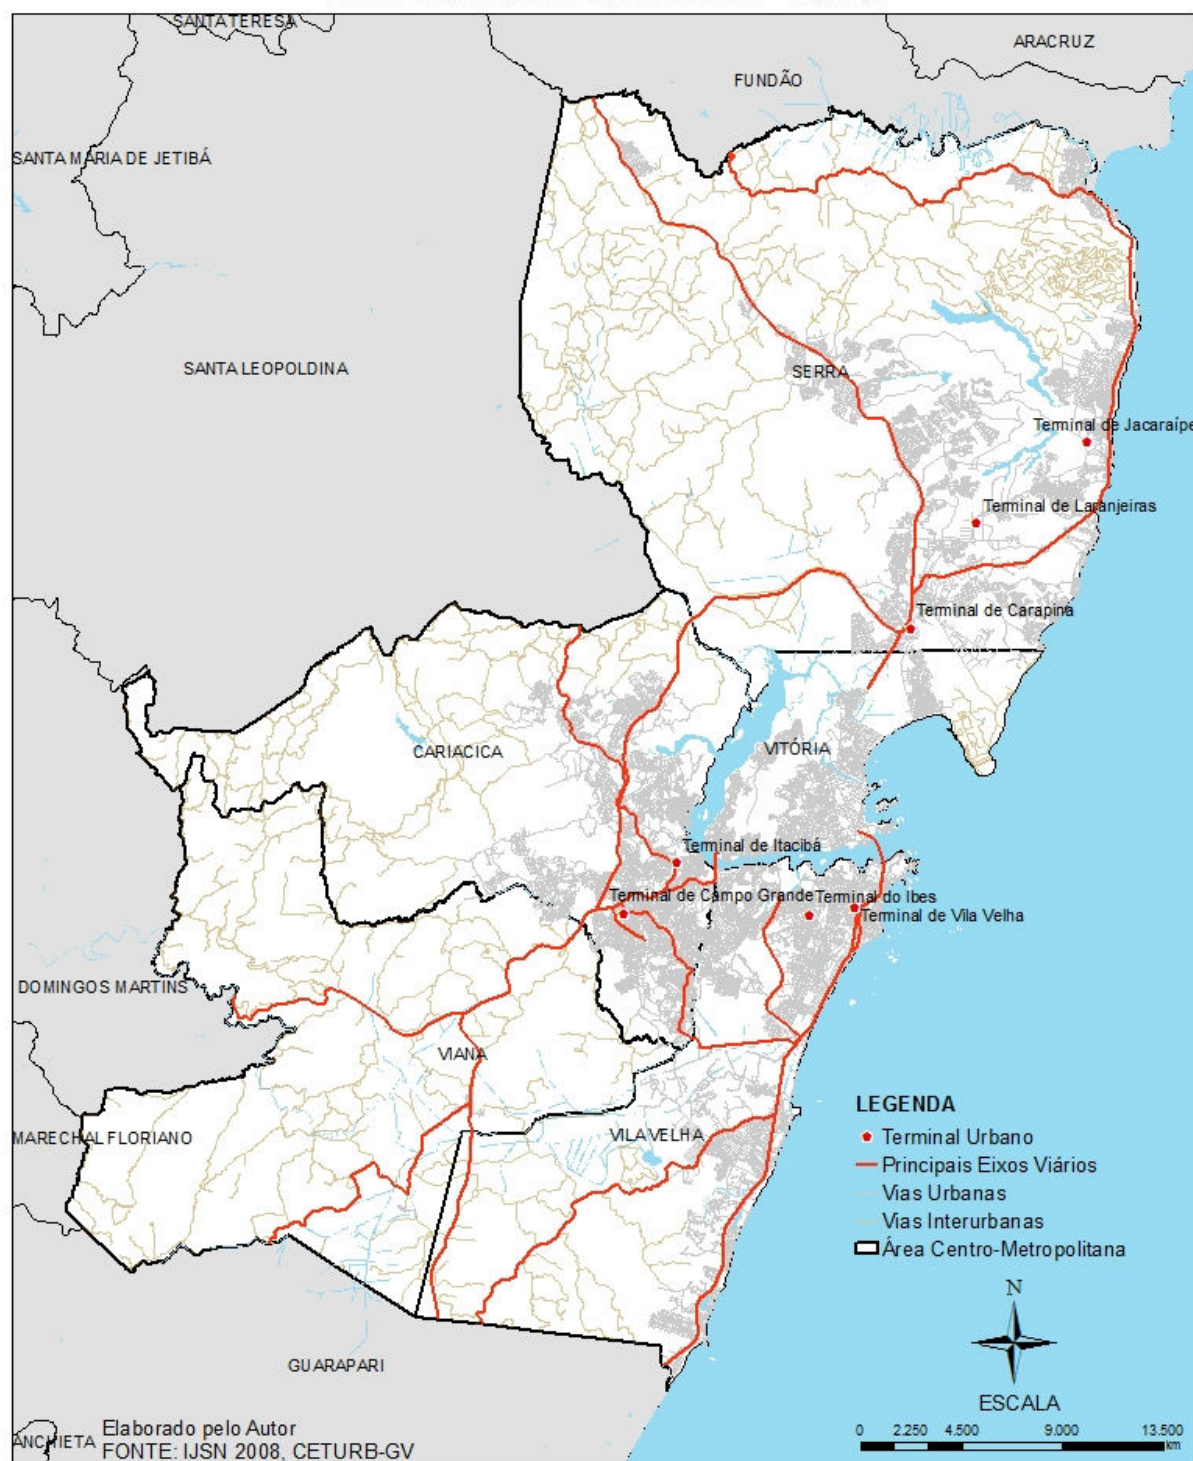 SANTA TERESA
ARACRUZ
FUNDÃO
SANTA MARIA DE JETIBÁ
SANTA LEOPOLDINA
SERRA
Terminal de Jacaraípe
Terminal de Laranjeiras
Terminal de Carapina
CARIACICA
VITÓRIA
Terminal de Itacibá
Terminal de Campo Grande
Terminal do Ibes
Terminal de Vila Velha
DOMINGOS MARTINS
VIANA
MARECHAL FLORIANO
VILA VELHA
LEGENDA
Terminal Urbano
Principais Eixos Viários
Vias Urbanas
Vias Interurbanas
Área Centro-Metropolitana
N
GUARAPARI
ESCALA
0 2.250 4.500 9.000 13.500
km
ANCHIETA
Elaborado pelo Autor
FONTE: IJSN 2008, CETURB-GV